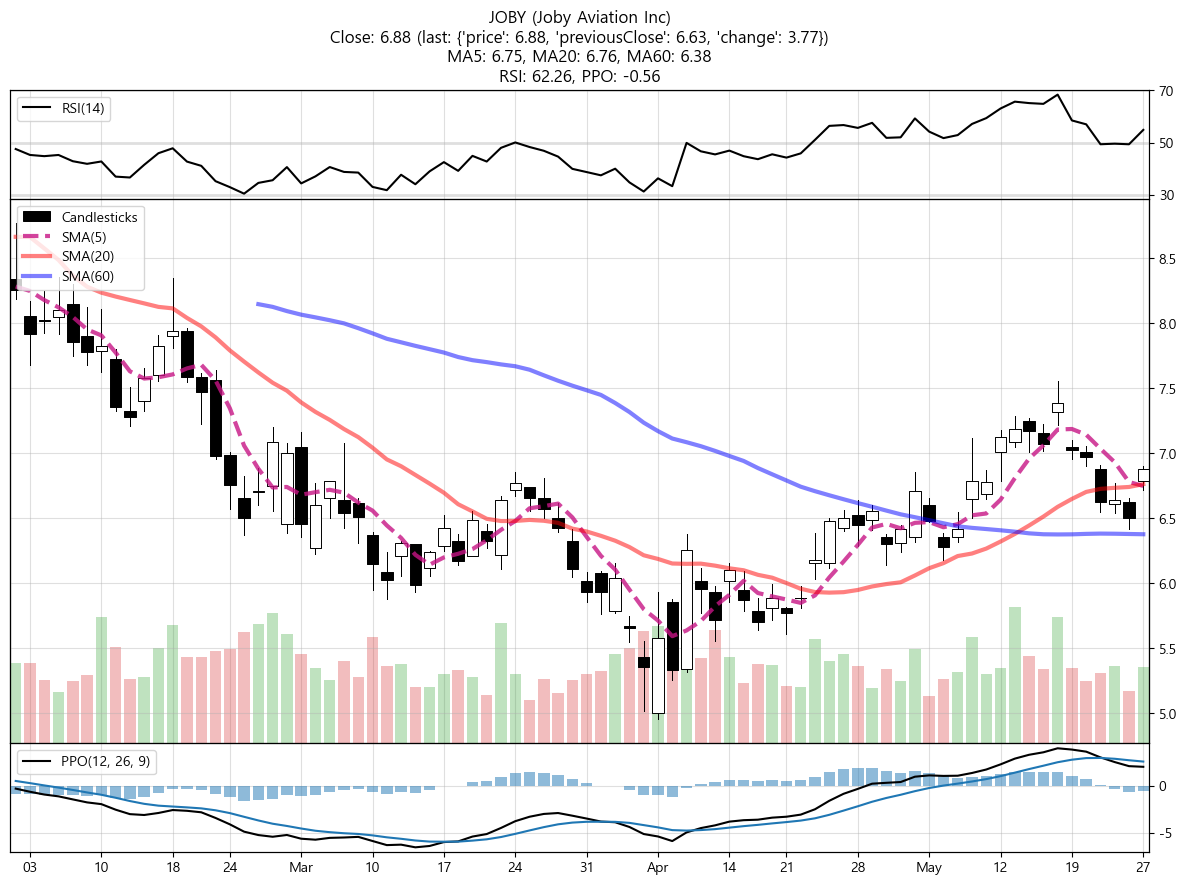 JOBY (Joby Aviation Inc)
Close: 6.88 (last: {'price': 6.88, 'previousClose': 6.63, 'change': 3.77})
MA5: 6.75, MA20: 6.76, MA60: 6.38
RSI: 62.26, PPO: -0.56
RSI(14)
70
50
30
Candlesticks
SMA(5)
SMA(20)
SMA(60)
8.5
8.0
7.5
7.0
6.5
6.0
5.5
5.0
PPO(12, 26, 9)
0
-5
03 10 18 24 Mar 10 17 24 31 Apr 14 21 28 May 12 19 27